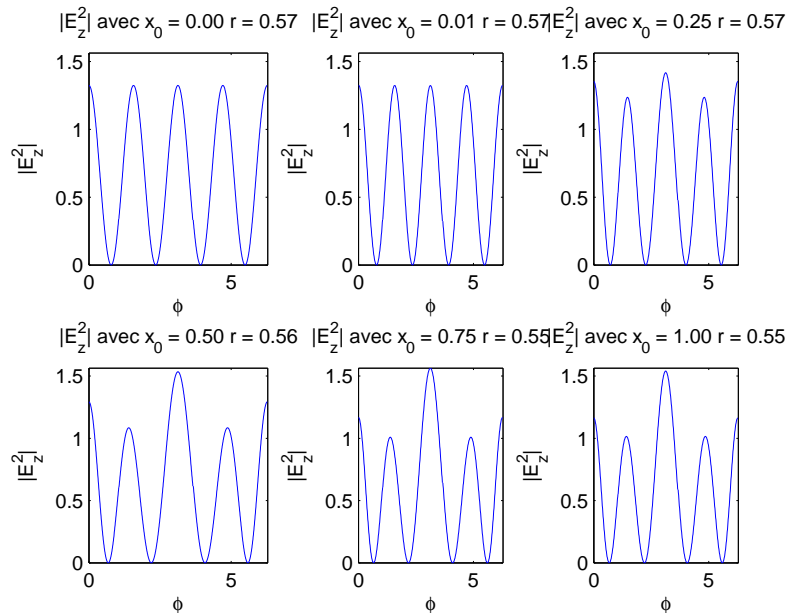 |E_z^2| avec x_0 = 0.00 r = 0.57
|E_z^2|
1.5
1
0.5
0
0
5
ϕ
|E_z^2| avec x_0 = 0.01 r = 0.57
|E_z^2|
1.5
1
0.5
0
0
5
ϕ
|E_z^2| avec x_0 = 0.25 r = 0.57
|E_z^2|
1.5
1
0.5
0
0
5
ϕ
|E_z^2| avec x_0 = 0.50 r = 0.56
|E_z^2|
1.5
1
0.5
0
0
5
ϕ
|E_z^2| avec x_0 = 0.75 r = 0.55
|E_z^2|
1.5
1
0.5
0
0
5
ϕ
|E_z^2| avec x_0 = 1.00 r = 0.55
|E_z^2|
1.5
1
0.5
0
0
5
ϕ